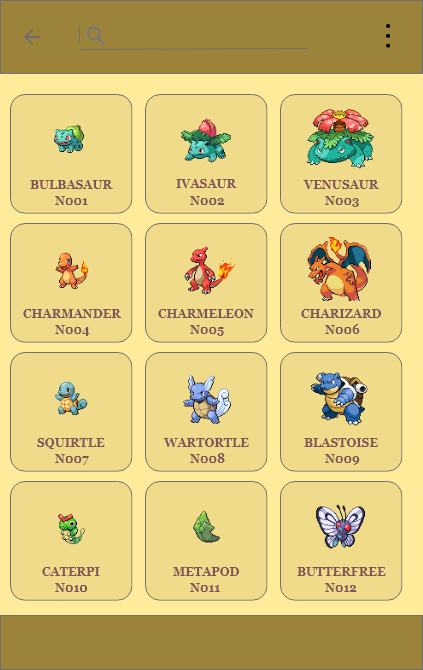 BULBASAUR
N001
IVASAUR
N002
VENUSAUR
N003
CHARMANDER
N004
CHARMELEON
N005
CHARIZARD
N006
SQUIRTLE
N007
WARTORTLE
N008
BLASTOISE
N009
CATERPI
N010
METAPOD
N011
BUTTERFREE
N012